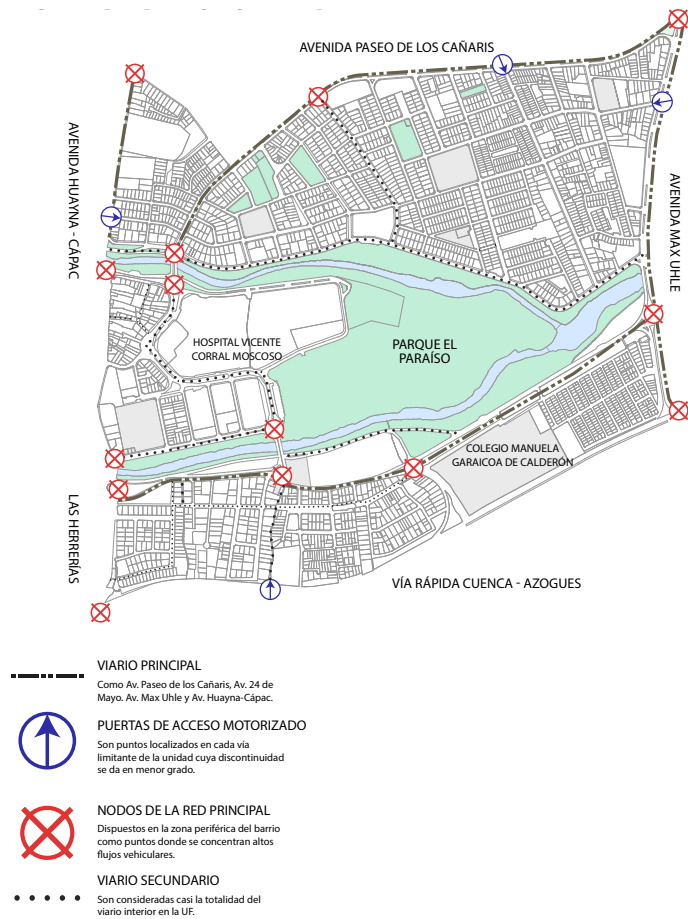 AVENIDA PASEO DE LOS CAÑARIS
AVENIDA HUAYNA - CÁPAC
AVENIDA MAX UHLE
HOSPITAL VICENTE
CORRAL MOSCOSO
PARQUE EL
PARAÍSO
COLEGIO MANUELA
GARAICOA DE CALDERÓN
LAS HERRERÍAS
VÍA RÁPIDA CUENCA - AZOGUES
VIARIO PRINCIPAL
Como Av. Paseo de los Cañaris, Av. 24 de
Mayo. Av. Max Uhle y Av. Huayna-Cápac.
PUERTAS DE ACCESO MOTORIZADO
Son puntos localizados en cada vía
limitante de la unidad cuya discontinuidad
se da en menor grado.
NODOS DE LA RED PRINCIPAL
Dispuestos en la zona periférica del barrio
como puntos donde se concentran altos
flujos vehiculares.
VIARIO SECUNDARIO
Son consideradas casi la totalidad del
viario interior en la UF.